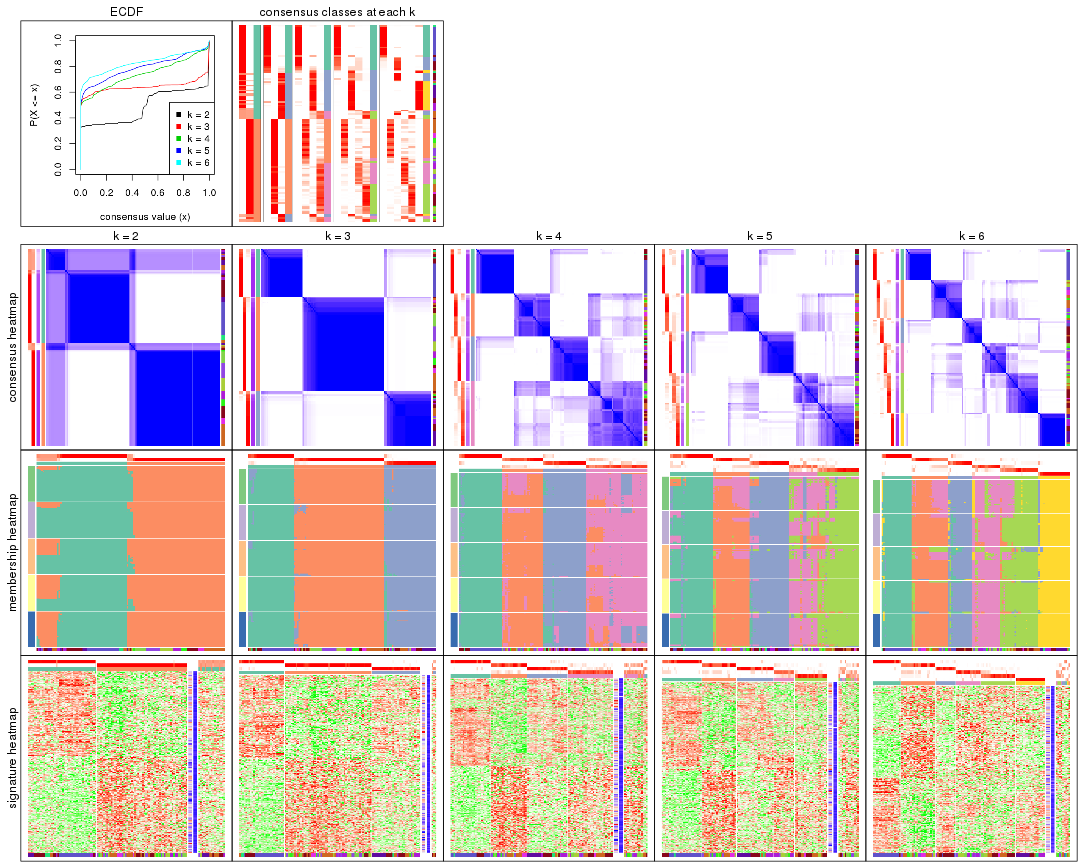 ECDF
consensus classes at each k
P(X <= x)
0.0
0.2
0.4
0.6
0.8
1.0
k = 2
k = 3
k = 4
k = 5
k = 6
0.0 0.2 0.4 0.6 0.8 1.0
consensus value (x)
k = 2
k = 3
k = 4
k = 5
k = 6
consensus heatmap
membership heatmap
signature heatmap